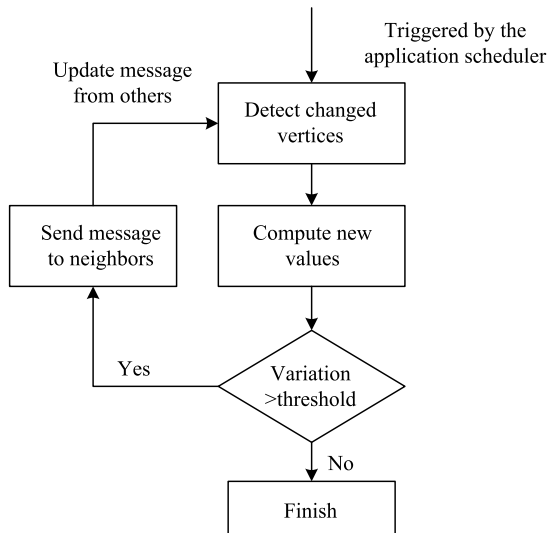 Triggered by the
application scheduler
Update message
from others
Detect changed
vertices
Send message
to neighbors
Compute new
values
Yes
Variation
>threshold
No
Finish